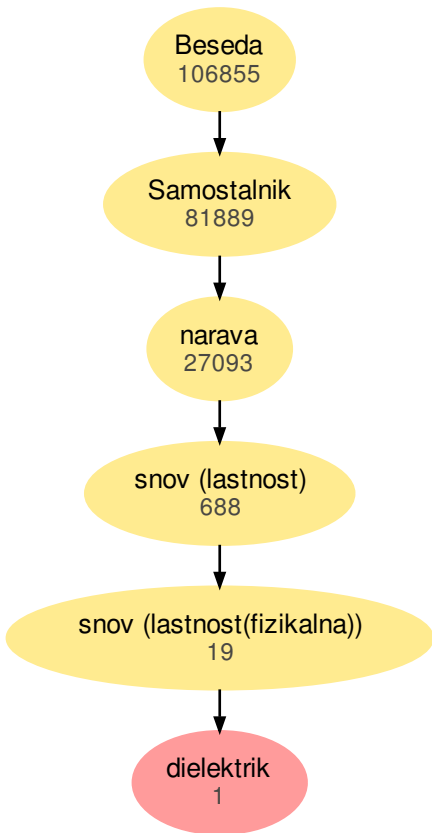 Beseda
106855
Samostalnik
81889
narava
27093
snov (lastnost)
688
snov (lastnost(fizikalna))
19
dielektrik
1